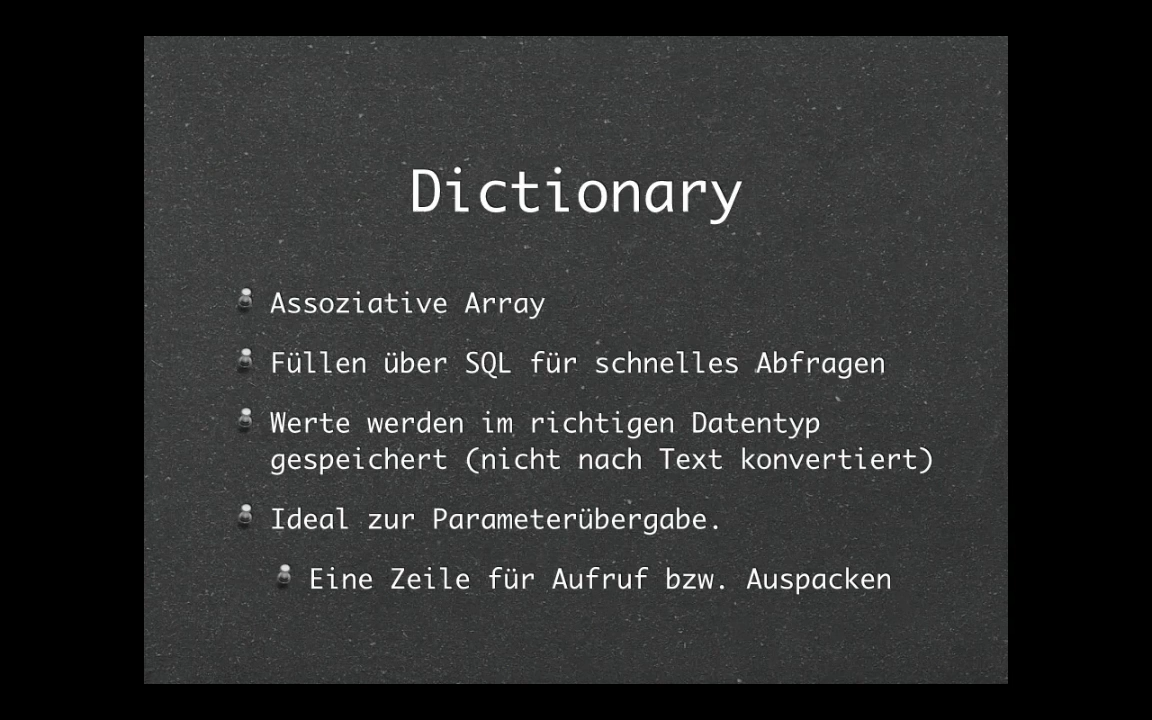 Dictionary
Assoziative Array
Füllen über SQL für schnelles Abfragen
Werte werden im richtigen Datentyp
gespeichert (nicht nach Text konvertiert)
Ideal zur Parameterübergabe.
Eine Zeile für Aufruf bzw. Auspacken